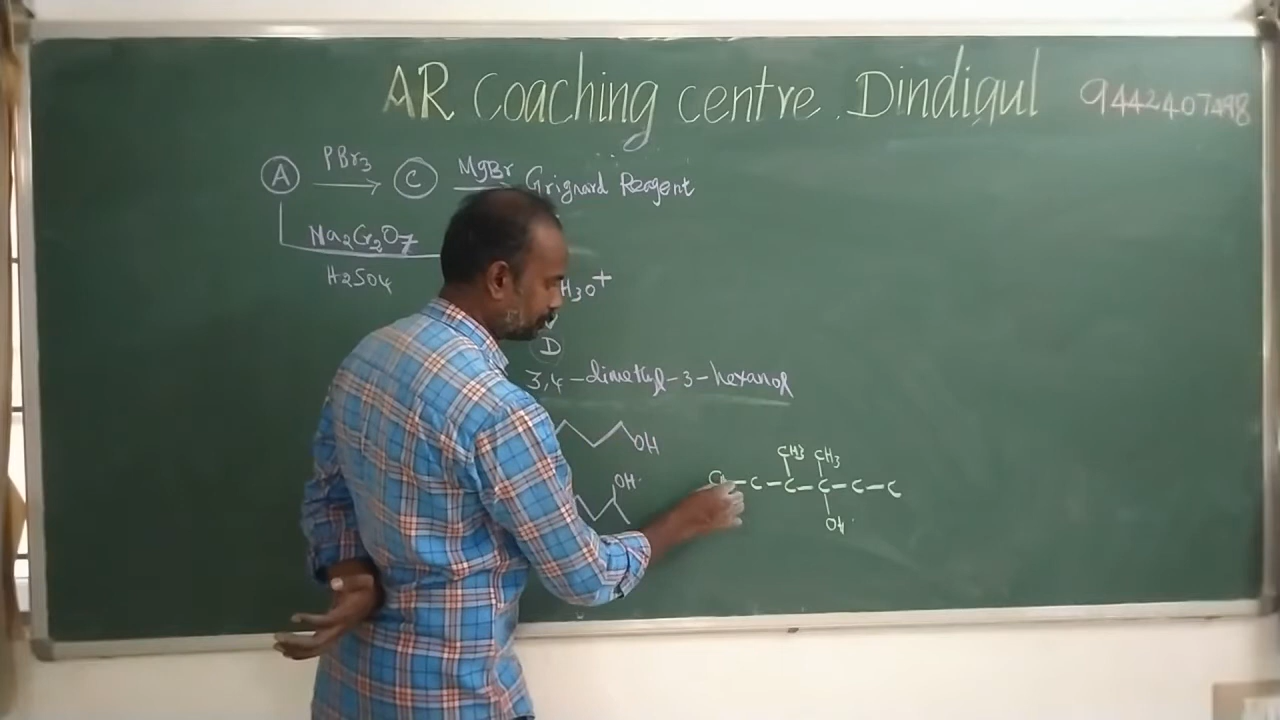 AR Coaching centre. Dindigul 9442407498
A PBr3 C MgBr Grignard Reagent
Na2Cr2O7
H2SO4
H3O+
D
3,4-dimethyl-3-hexanol
OH
CH3 CH3
OH
C-C-C-C-C
OH